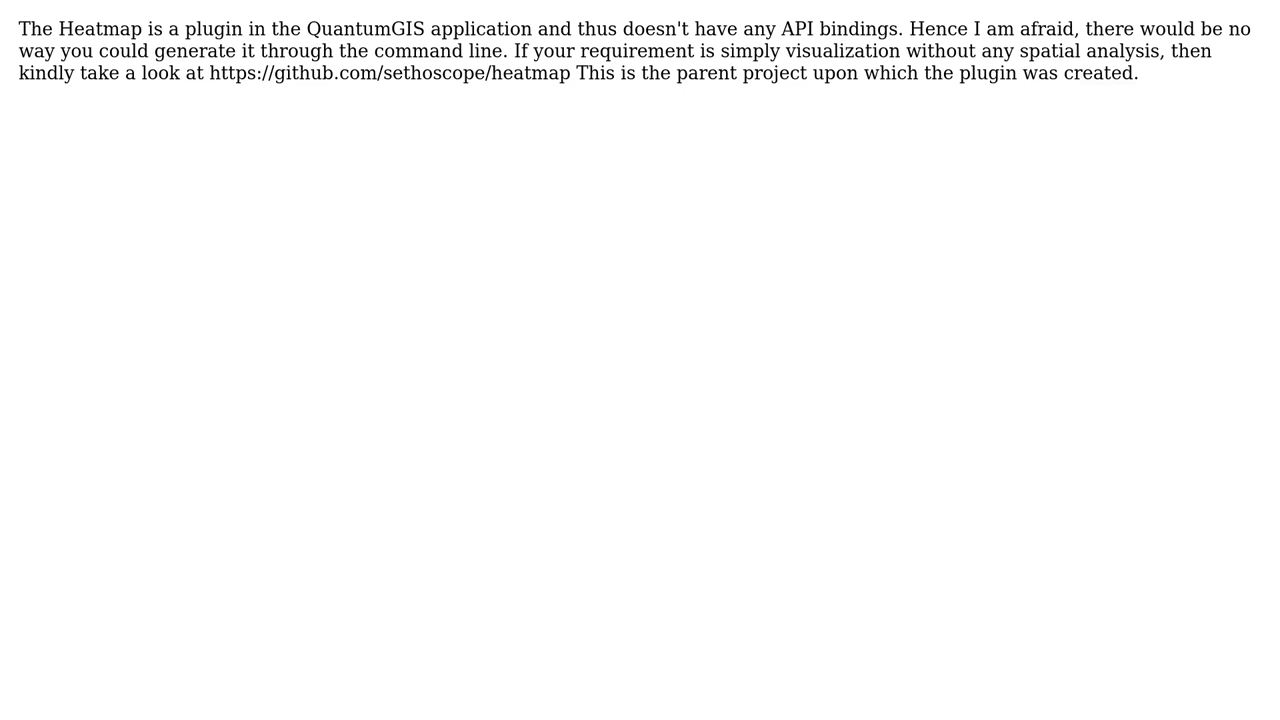 The Heatmap is a plugin in the QuantumGIS application and thus doesn't have any API bindings. Hence I am afraid, there would be no
way you could generate it through the command line. If your requirement is simply visualization without any spatial analysis, then
kindly take a look at https://github.com/sethoscope/heatmap This is the parent project upon which the plugin was created.